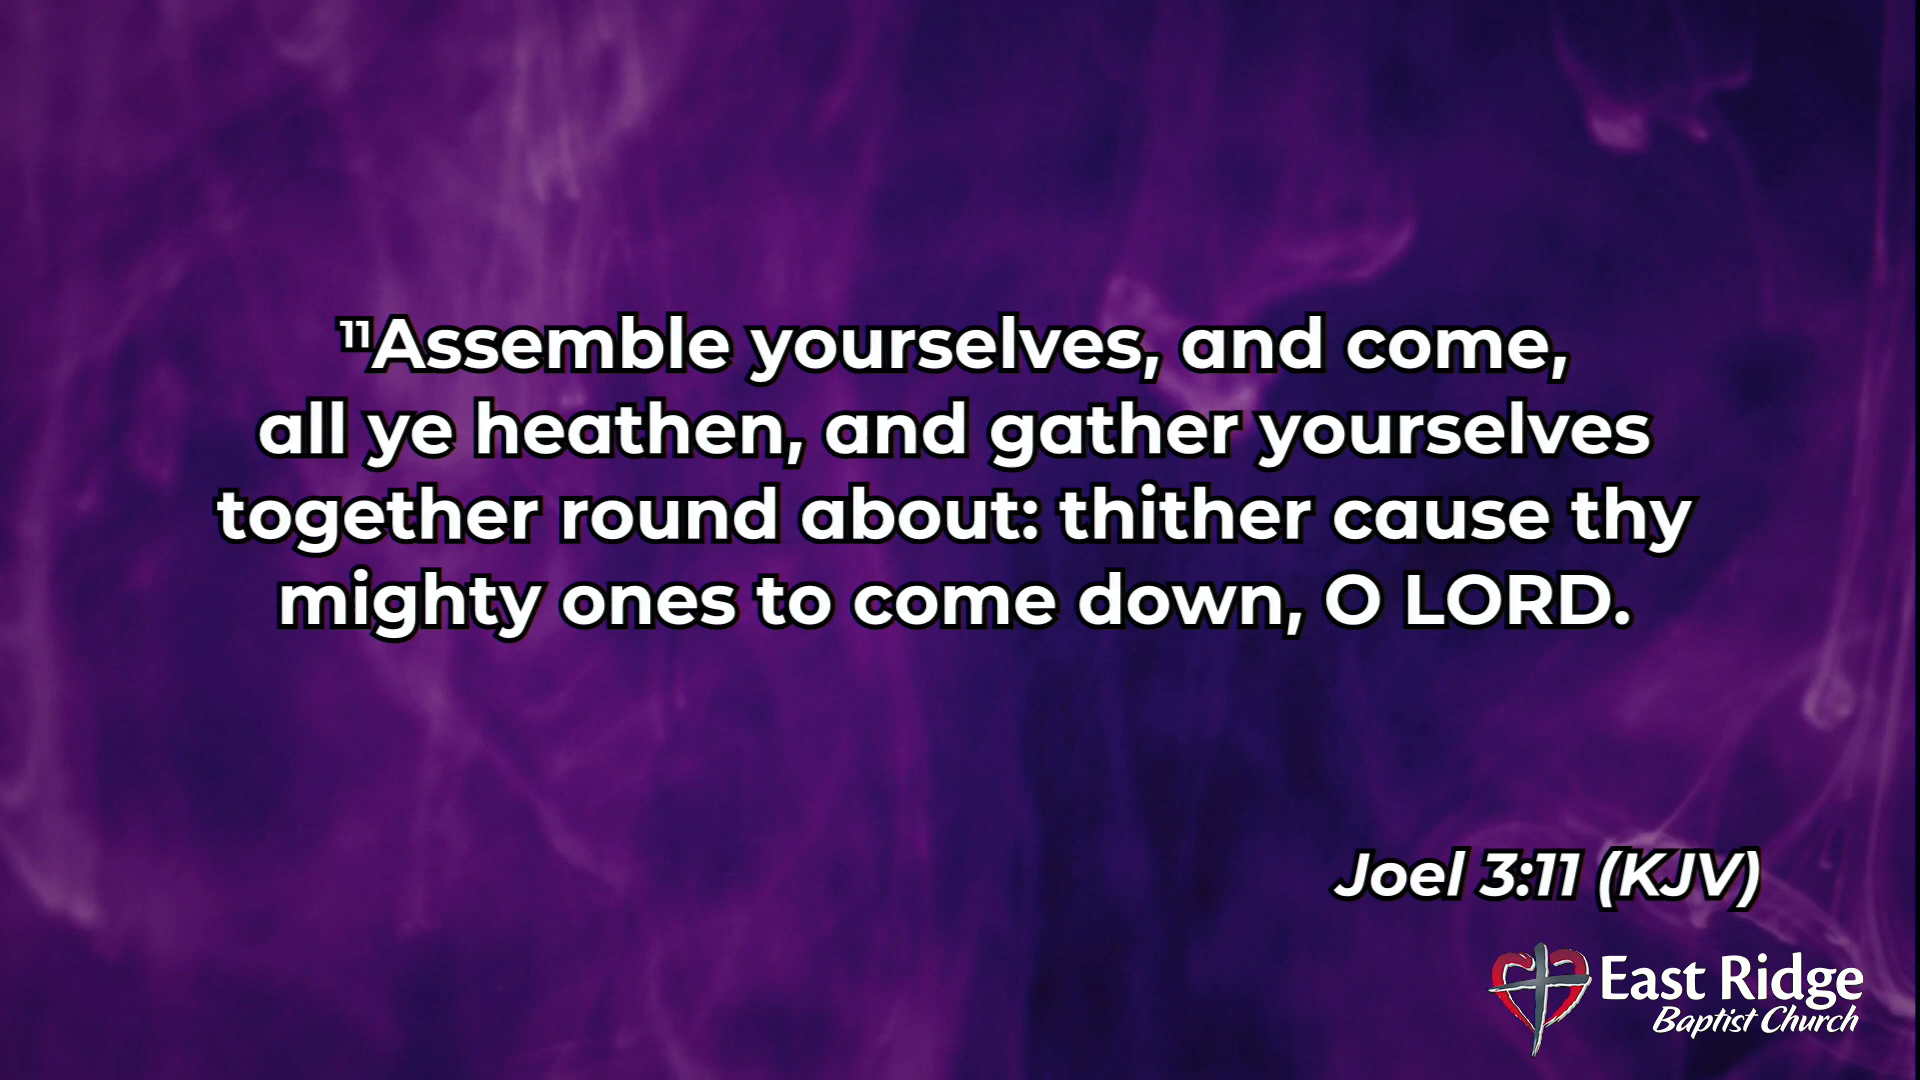 ¹¹Assemble yourselves, and come,
all ye heathen, and gather yourselves
together round about: thither cause thy
mighty ones to come down, O LORD.
Joel 3:11 (KJV)
East Ridge
Baptist Church